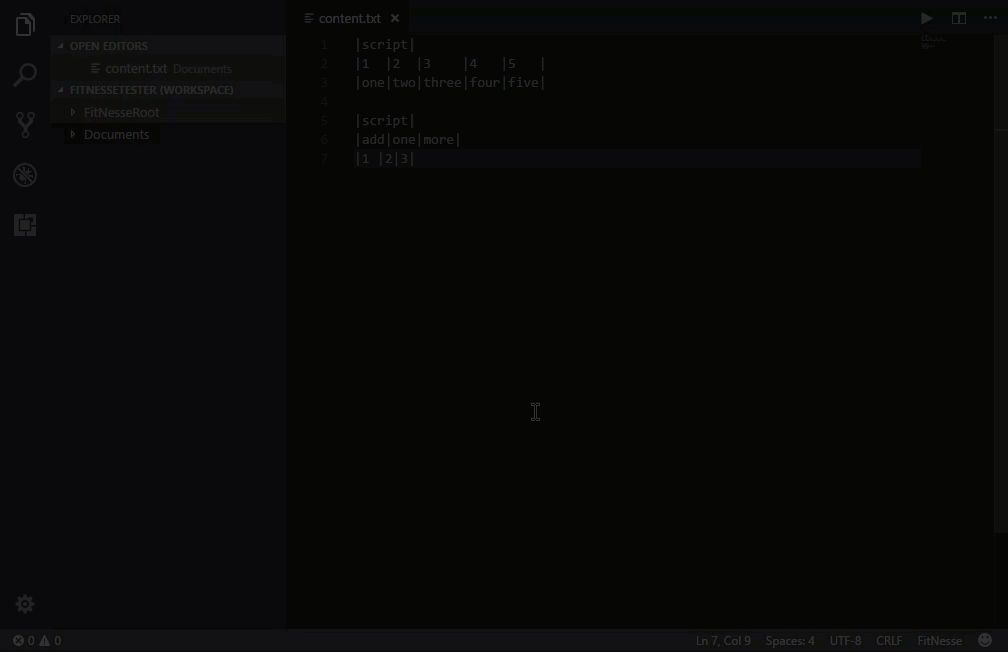 EXPLORER
OPEN EDITORS
content.txt Documents
FITNESSETESTER (WORKSPACE)
FitNesseRoot
Documents
content.txt
1 |script|
2 |1  |2  |3    |4   |5   |
3 |one|two|three|four|five|
4
5 |script|
6 |add|one|more|
7 |1 |2|3|
0 0 Ln 7, Col 9 Spaces: 4 UTF-8 CRLF FitNesse